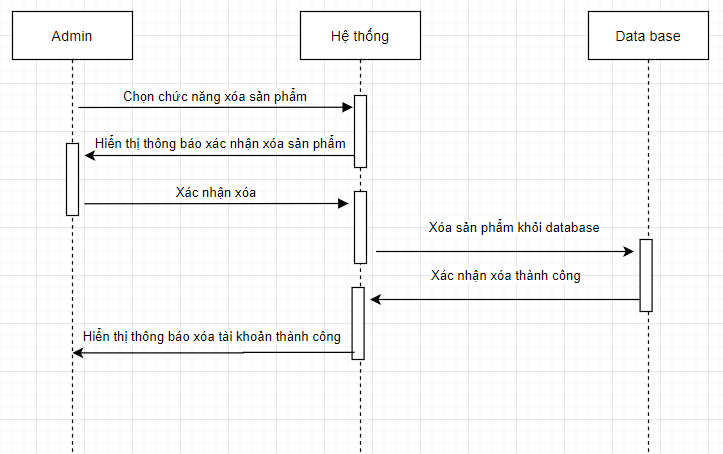 Admin
Hệ thống
Data base
Chọn chức năng xóa sản phẩm
Hiển thị thông báo xác nhận xóa sản phẩm
Xác nhận xóa
Xóa sản phẩm khỏi database
Xác nhận xóa thành công
Hiển thị thông báo xóa tài khoản thành công